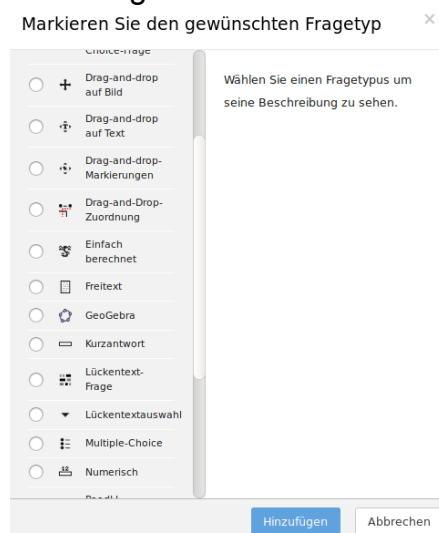 Markieren Sie den gewünschten Fragetyp
×
Choice-Frage
Drag-and-drop
auf Bild
Drag-and-drop
auf Text
Drag-and-drop-
Markierungen
Drag-and-Drop-
Zuordnung
Einfach
berechnet
Freitext
GeoGebra
Kurzantwort
Lückentext-
Frage
Lückentextauswahl
Multiple-Choice
Numerisch
Wählen Sie einen Fragetypus um
seine Beschreibung zu sehen.
Hinzufügen
Abbrechen